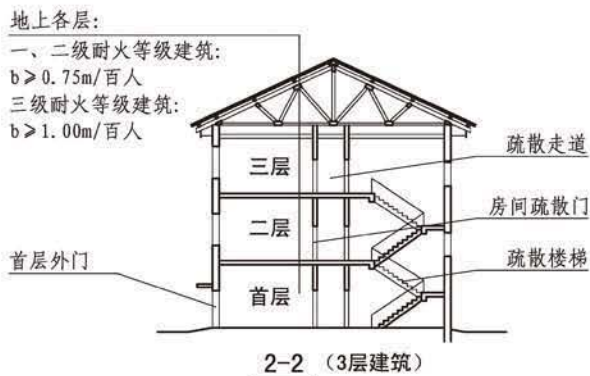 地上各层:
一、二级耐火等级建筑:
b≥0.75m/百人
三级耐火等级建筑:
b≥1.00m/百人
疏散走道
三层
房间疏散门
二层
首层外门
疏散楼梯
首层
2-2 (3层建筑)